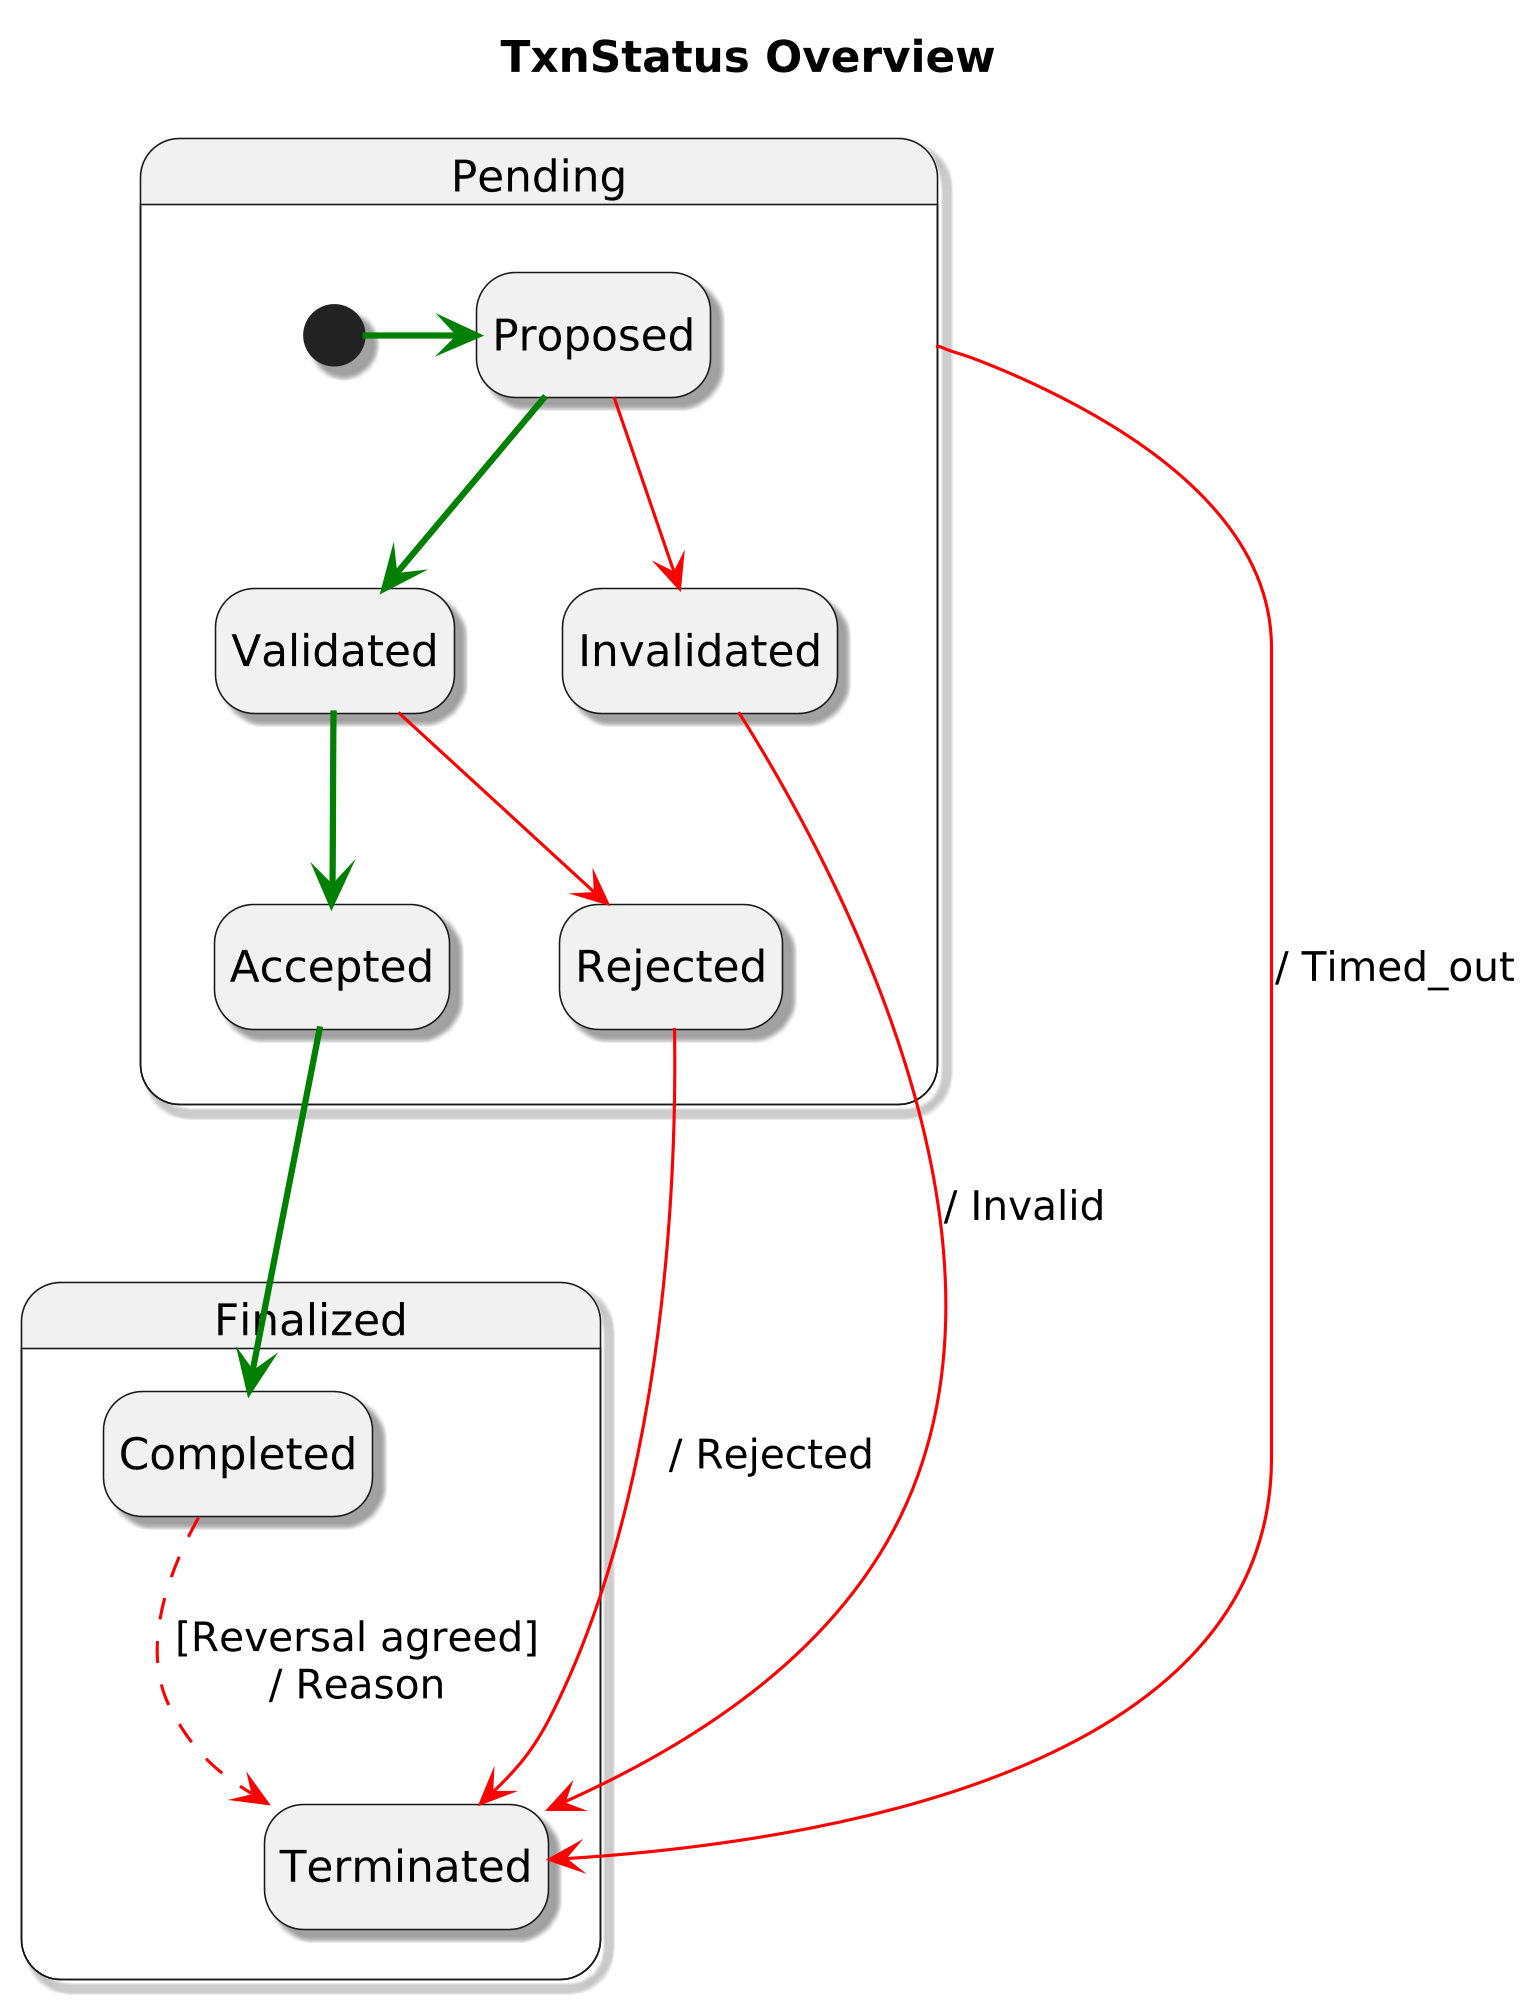 TxnStatus Overview
Pending
Proposed
Validated
Invalidated
Accepted
Rejected
/ Timed_out
/ Invalid
Finalized
Completed
/ Rejected
[Reversal agreed]
/ Reason
Terminated